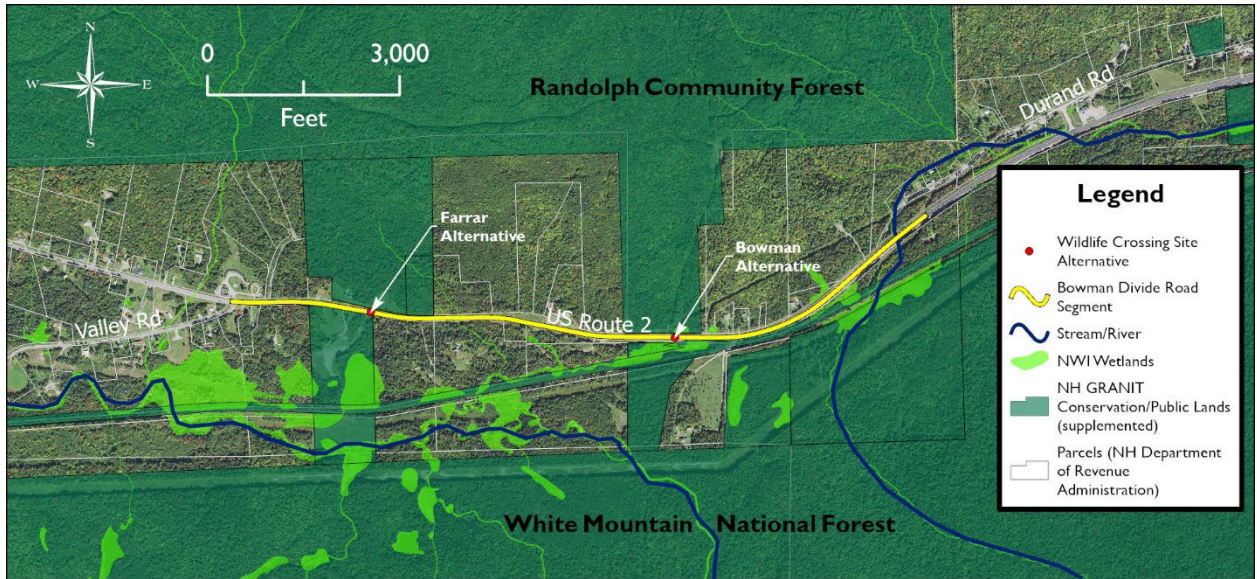 N
W
E
S
0
3,000
Feet
Randolph Community Forest
Durand Rd
Farrar
Alternative
Bowman
Alternative
US Route 2
Valley Rd
White Mountain
National Forest
Legend
Wildlife Crossing Site
Alternative
Bowman Divide Road
Segment
Stream/River
NWI Wetlands
NH GRANIT
Conservation/Public Lands
(supplemented)
Parcels (NH Department
of Revenue
Administration)